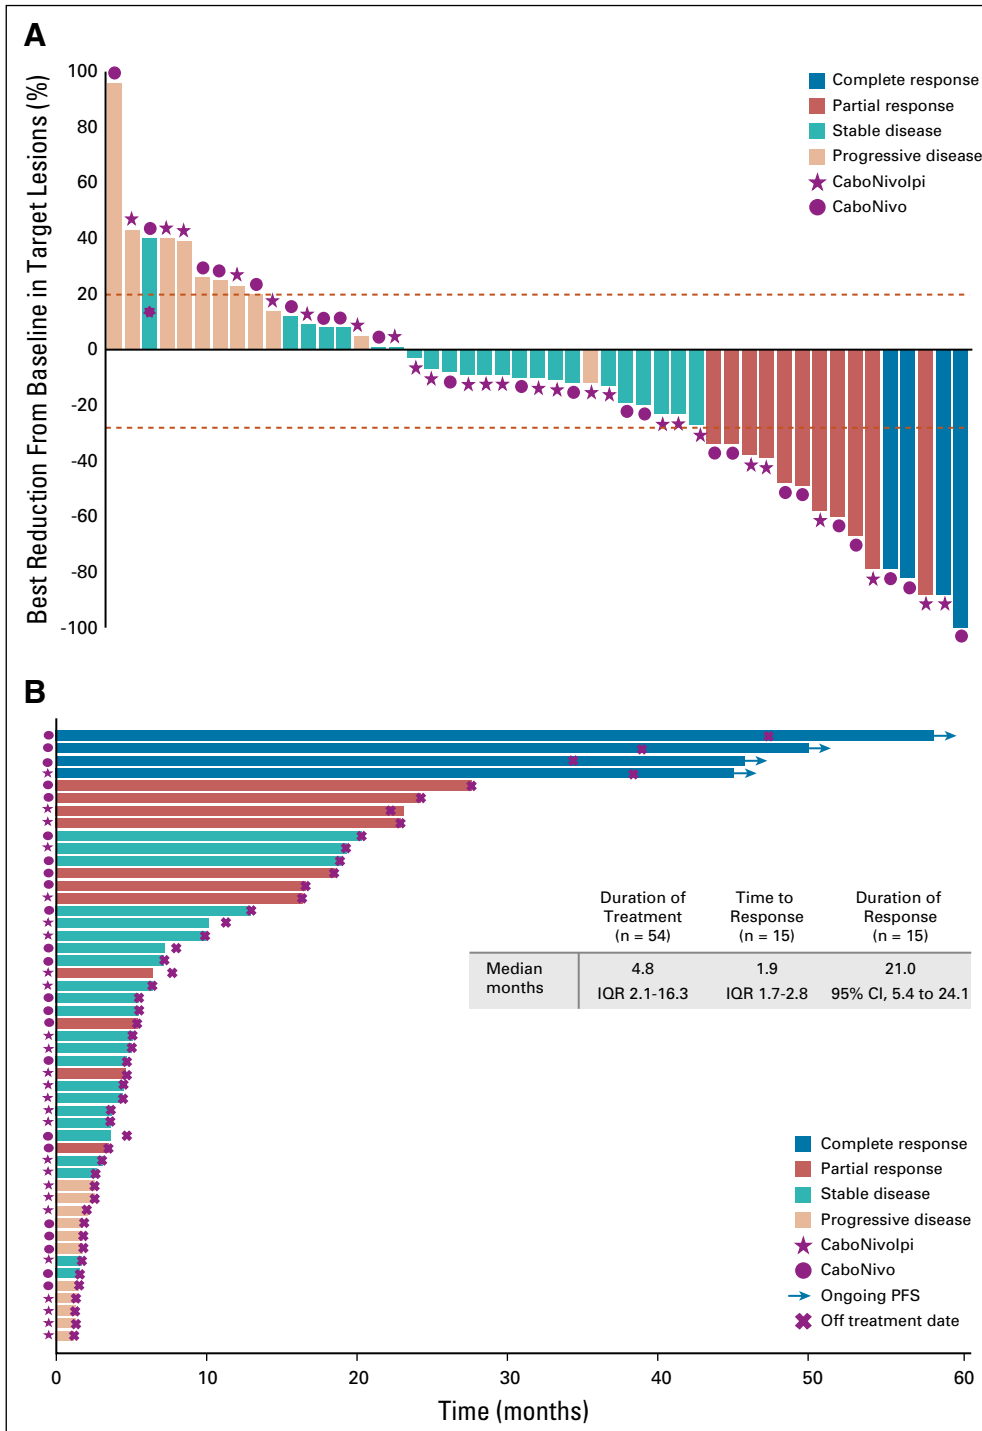 A
Best Reduction From Baseline in Target Lesions (%)
100
80
60
40
20
0
-20
-40
-60
-80
-100
Complete response
Partial response
Stable disease
Progressive disease
CaboNivoIpi
CaboNivo
B
Duration of Treatment (n = 54)
Time to Response (n = 15)
Duration of Response (n = 15)
Median months
4.8
1.9
21.0
IQR 2.1-16.3
IQR 1.7-2.8
95% CI, 5.4 to 24.1
Complete response
Partial response
Stable disease
Progressive disease
CaboNivoIpi
CaboNivo
Ongoing PFS
Off treatment date
0
10
20
30
40
50
60
Time (months)